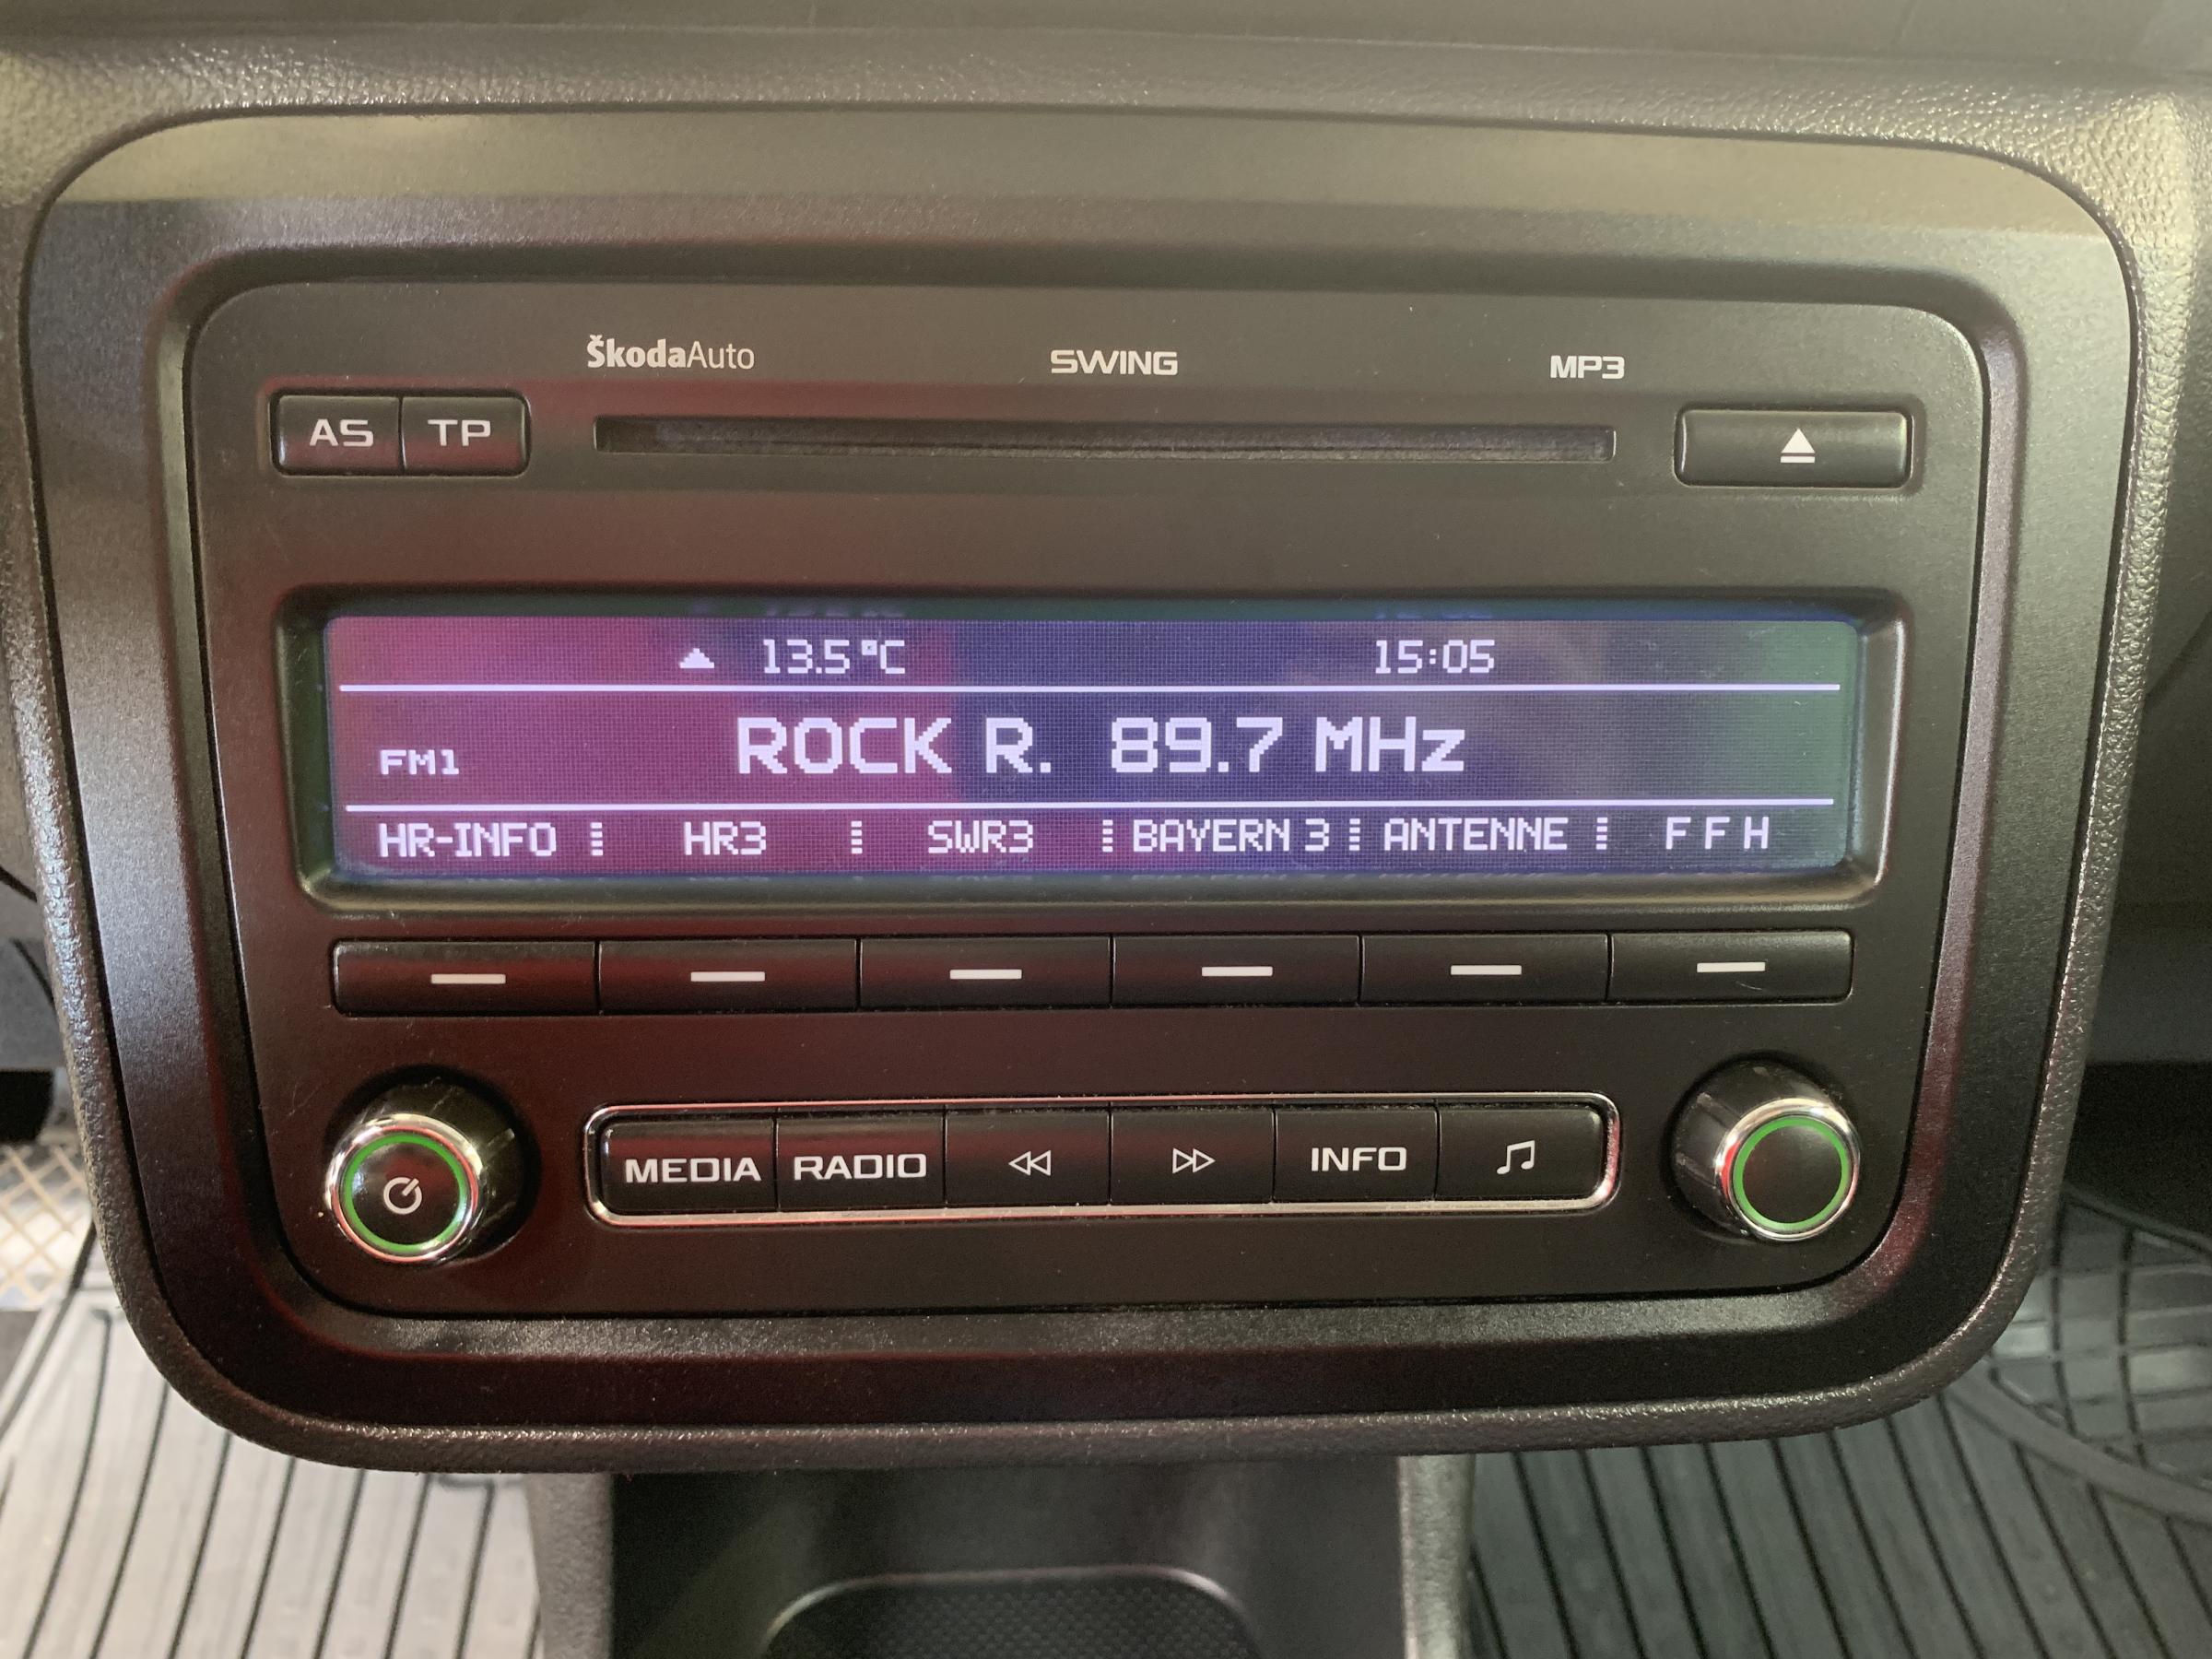 ŠkodaAuto SWING MP3
AS TP
13.5 °C 15:05
FM1 ROCK R. 89.7 MHz
HR-INFO HR3 SWR3 BAYERN 3 ANTENNE F F H
MEDIA RADIO INFO